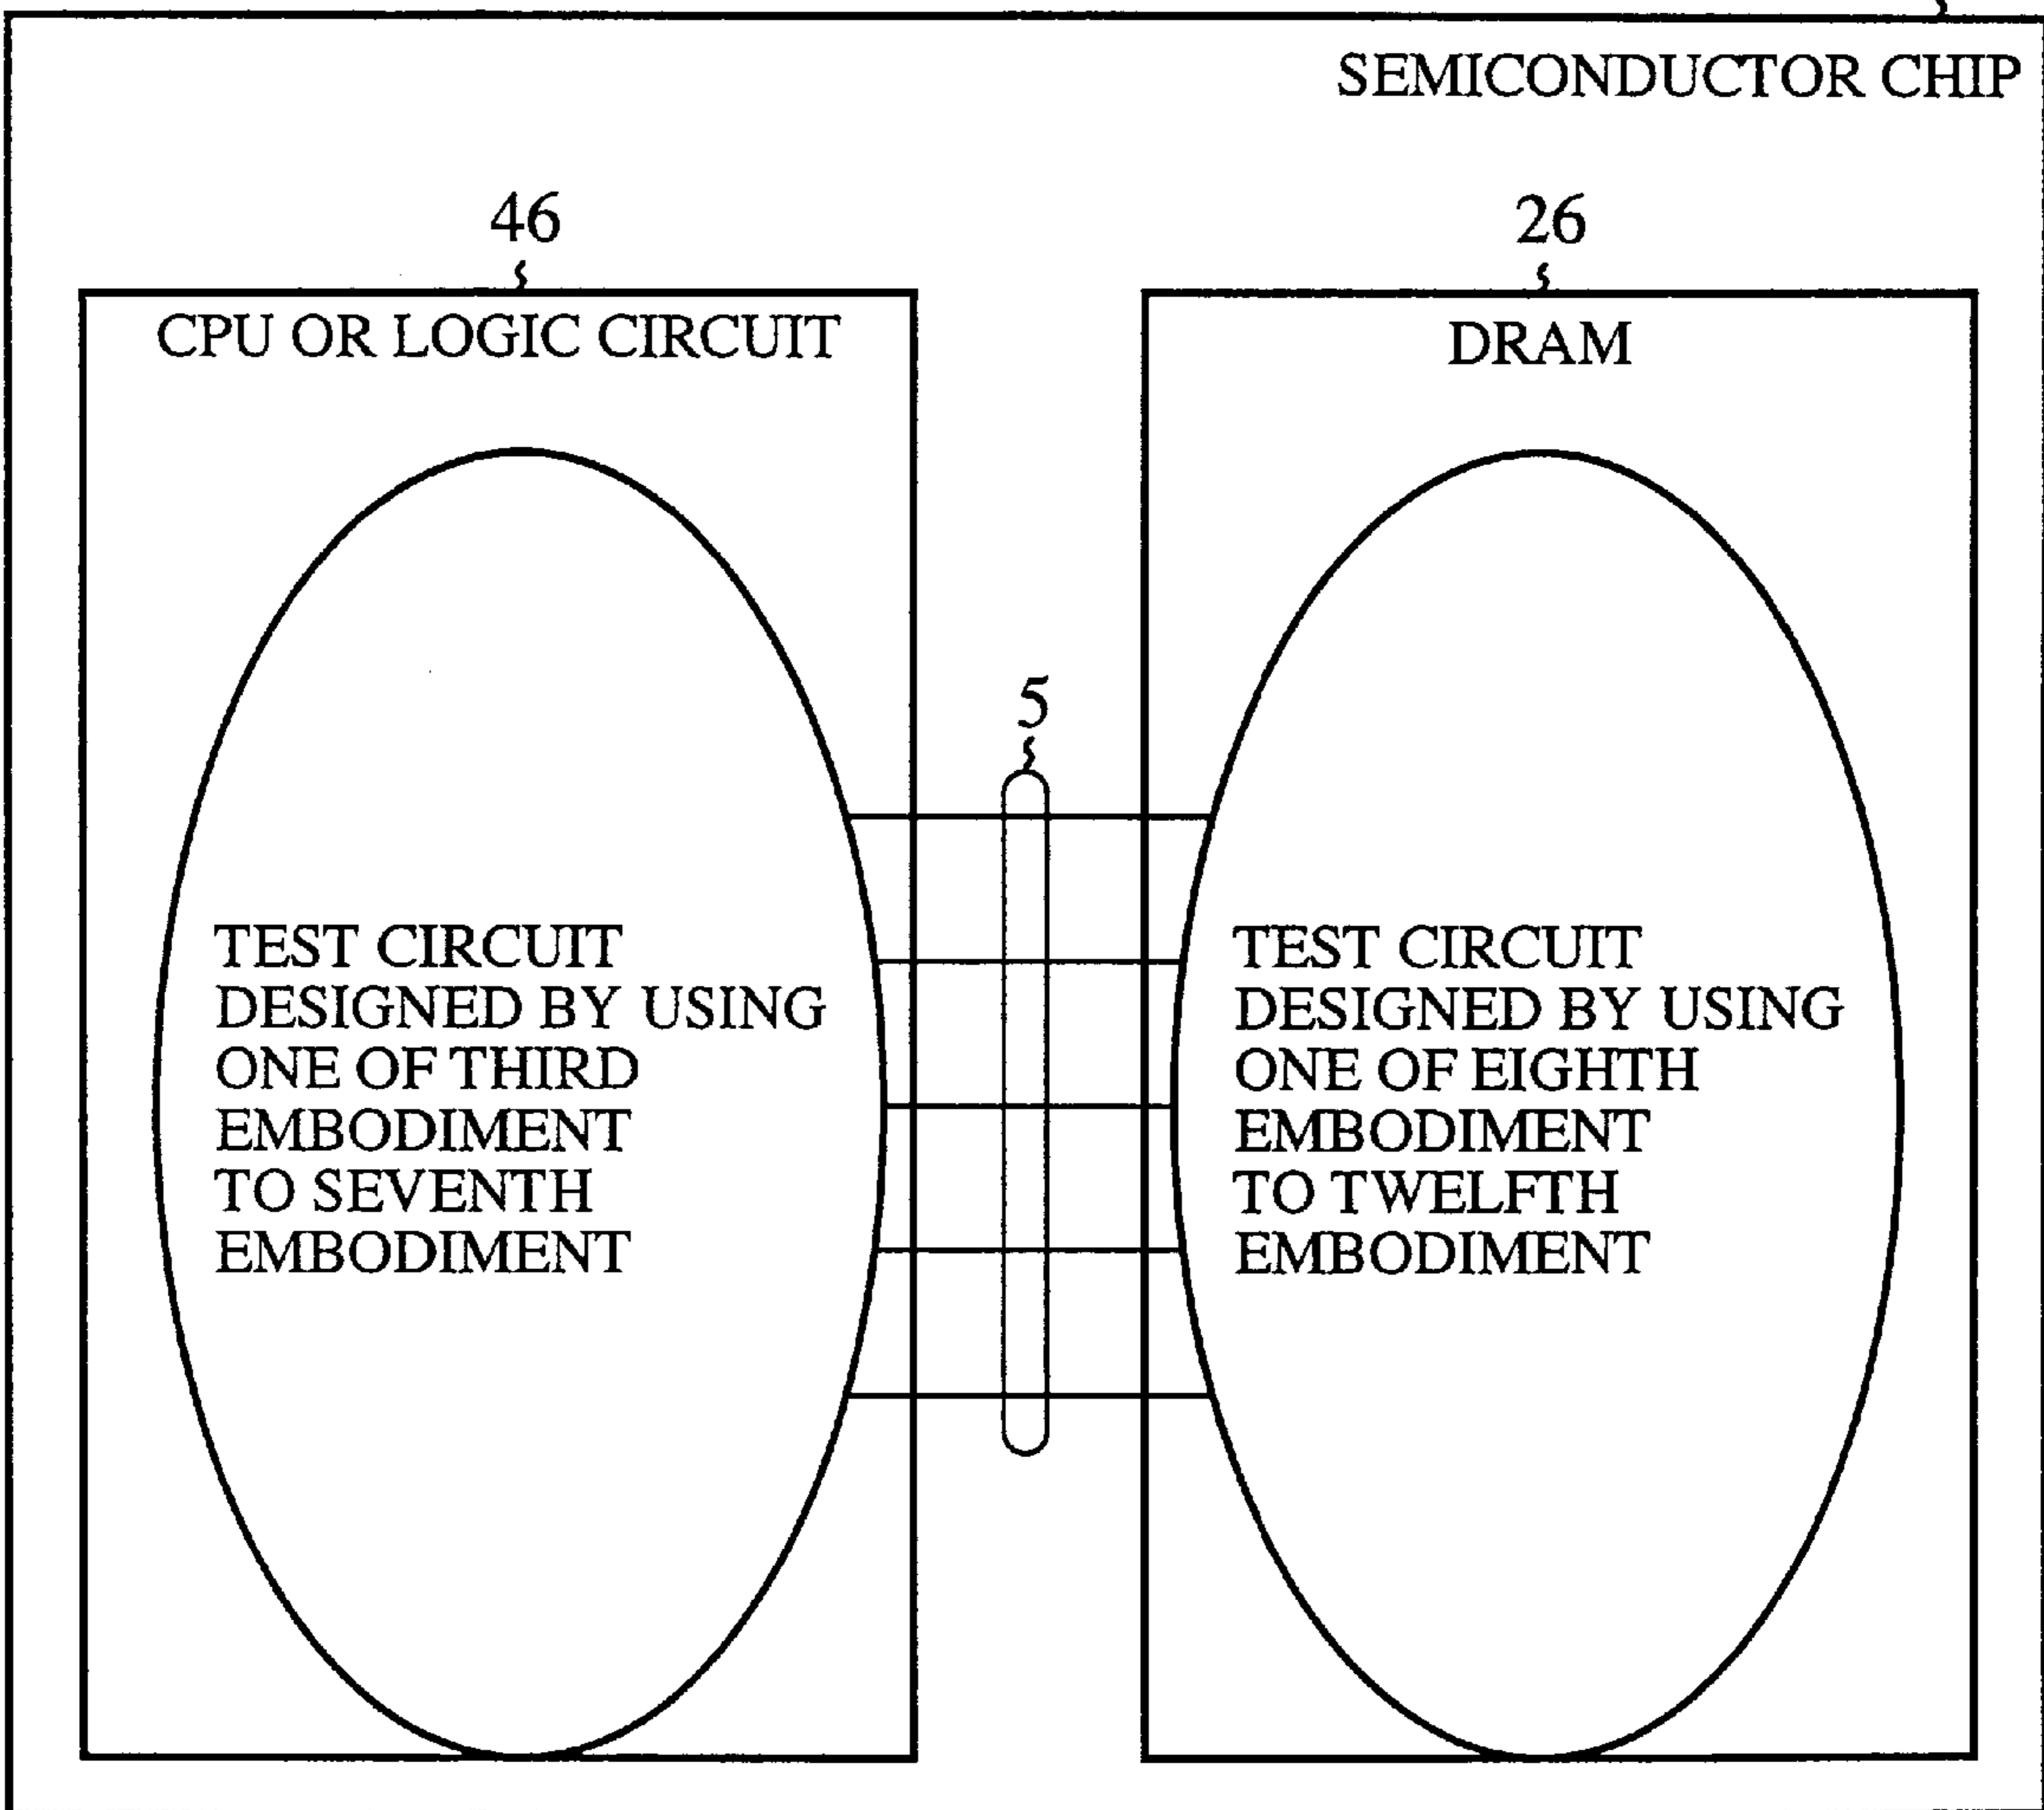 SEMICONDUCTOR CHIP
46
26
CPU OR LOGIC CIRCUIT
DRAM
5
TEST CIRCUIT
DESIGNED BY USING
ONE OF THIRD
EMBODIMENT
TO SEVENTH
EMBODIMENT
TEST CIRCUIT
DESIGNED BY USING
ONE OF EIGHTH
EMBODIMENT
TO TWELFTH
EMBODIMENT